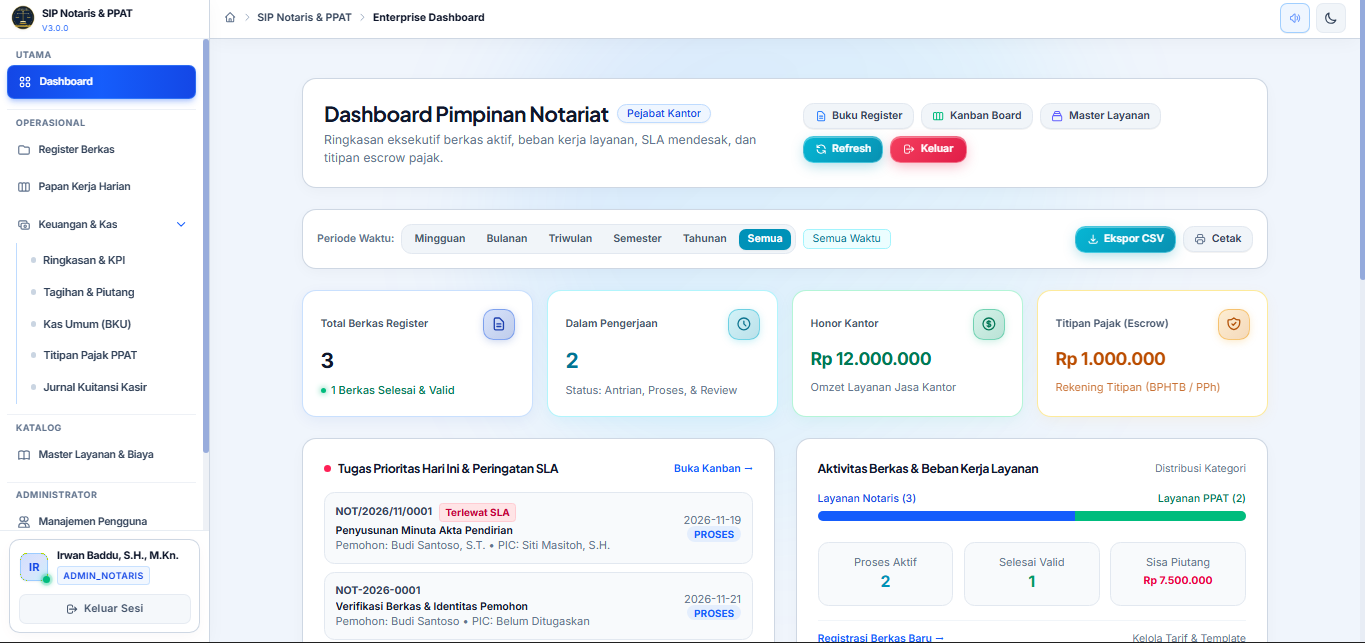 SIP Notaris & PPAT
V3.0.0
UTAMA
Dashboard
OPERASIONAL
Register Berkas
Papan Kerja Harian
Keuangan & Kas
Ringkasan & KPI
Tagihan & Piutang
Kas Umum (BKU)
Titipan Pajak PPAT
Jurnal Kuitansi Kasir
KATALOG
Master Layanan & Biaya
ADMINISTRATOR
Manajemen Pengguna
IR
Irwan Baddu, S.H., M.Kn.
ADMIN_NOTARIS
Keluar Sesi
SIP Notaris & PPAT
Enterprise Dashboard
Dashboard Pimpinan Notariat
Pejabat Kantor
Ringkasan eksekutif berkas aktif, beban kerja layanan, SLA mendesak, dan
titipan escrow pajak.
Buku Register
Kanban Board
Master Layanan
Refresh
Keluar
Periode Waktu:
Mingguan
Bulanan
Triwulan
Semester
Tahunan
Semua
Semua Waktu
Ekspor CSV
Cetak
Total Berkas Register
3
1 Berkas Selesai & Valid
Dalam Pengerjaan
2
Status: Antrian, Proses, & Review
Honor Kantor
Rp 12.000.000
Omzet Layanan Jasa Kantor
Titipan Pajak (Escrow)
Rp 1.000.000
Rekening Titipan (BPHTB / PPh)
Tugas Prioritas Hari Ini & Peringatan SLA
Buka Kanban →
NOT/2026/11/0001 Terlewat SLA
Penyusunan Minuta Akta Pendirian
Pemohon: Budi Santoso, S.T. • PIC: Siti Masitoh, S.H.
2026-11-19
PROSES
NOT-2026-0001
Verifikasi Berkas & Identitas Pemohon
Pemohon: Budi Santoso • PIC: Belum Ditugaskan
2026-11-21
PROSES
Aktivitas Berkas & Beban Kerja Layanan
Distribusi Kategori
Layanan Notaris (3)
Layanan PPAT (2)
Proses Aktif
2
Selesai Valid
1
Sisa Piutang
Rp 7.500.000
Registrasi Berkas Baru →
Kelola Tarif & Template